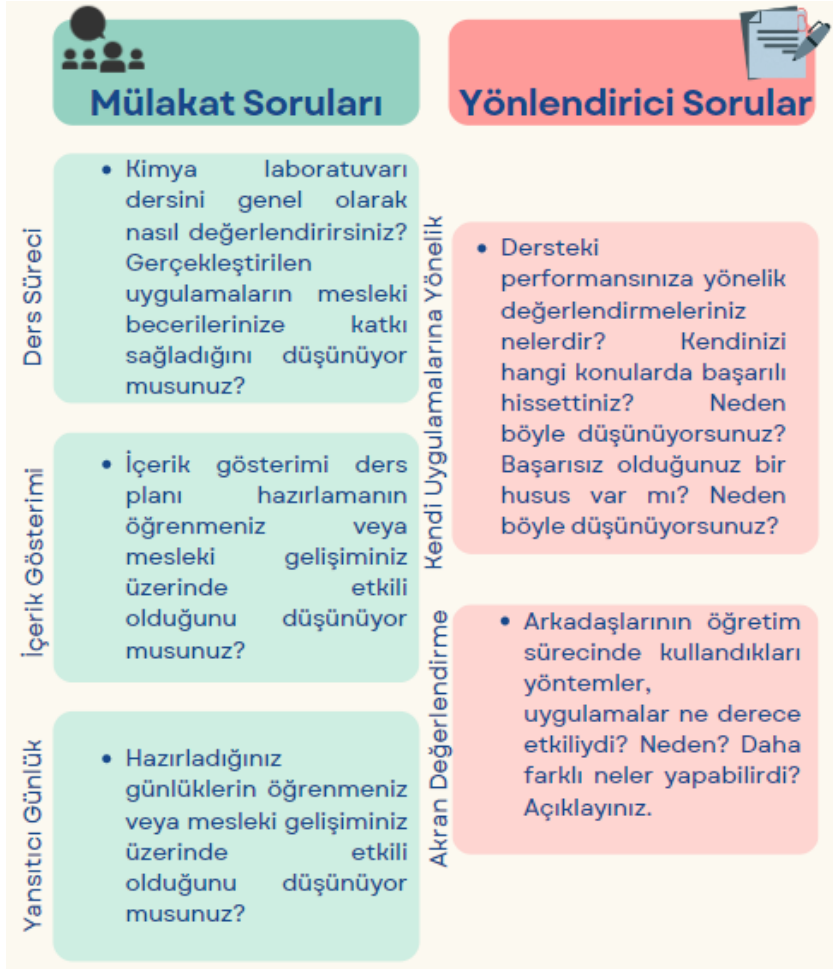 Mülakat Soruları
Ders Süreci
• Kimya laboratuvarı
dersini genel olarak
nasıl değerlendirirsiniz?
Gerçekleştirilen
uygulamaların mesleki
becerilerinize katkı
sağladığını düşünüyor
musunuz?
İçerik Gösterimi
• İçerik gösterimi ders
planı hazırlamanın
öğrenmeniz veya
mesleki gelişiminiz
üzerinde etkili
olduğunu düşünüyor
musunuz?
Yansıtıcı Günlük
• Hazırladığınız
günlüklerin öğrenmeniz
veya mesleki gelişiminiz
üzerinde etkili
olduğunu düşünüyor
musunuz?
Yönlendirici Sorular
Kendi Uygulamalarına Yönelik
• Dersteki
performansınıza yönelik
değerlendirmeleriniz
nelerdir? Kendinizi
hangi konularda başarılı
hissettiniz? Neden
böyle düşünüyorsunuz?
Başarısız olduğunuz bir
husus var mı? Neden
böyle düşünüyorsunuz?
Akran Değerlendirme
• Arkadaşlarının öğretim
sürecinde kullandıkları
yöntemler,
uygulamalar ne derece
etkiliydi? Neden? Daha
farklı neler yapabilirdi?
Açıklayınız.